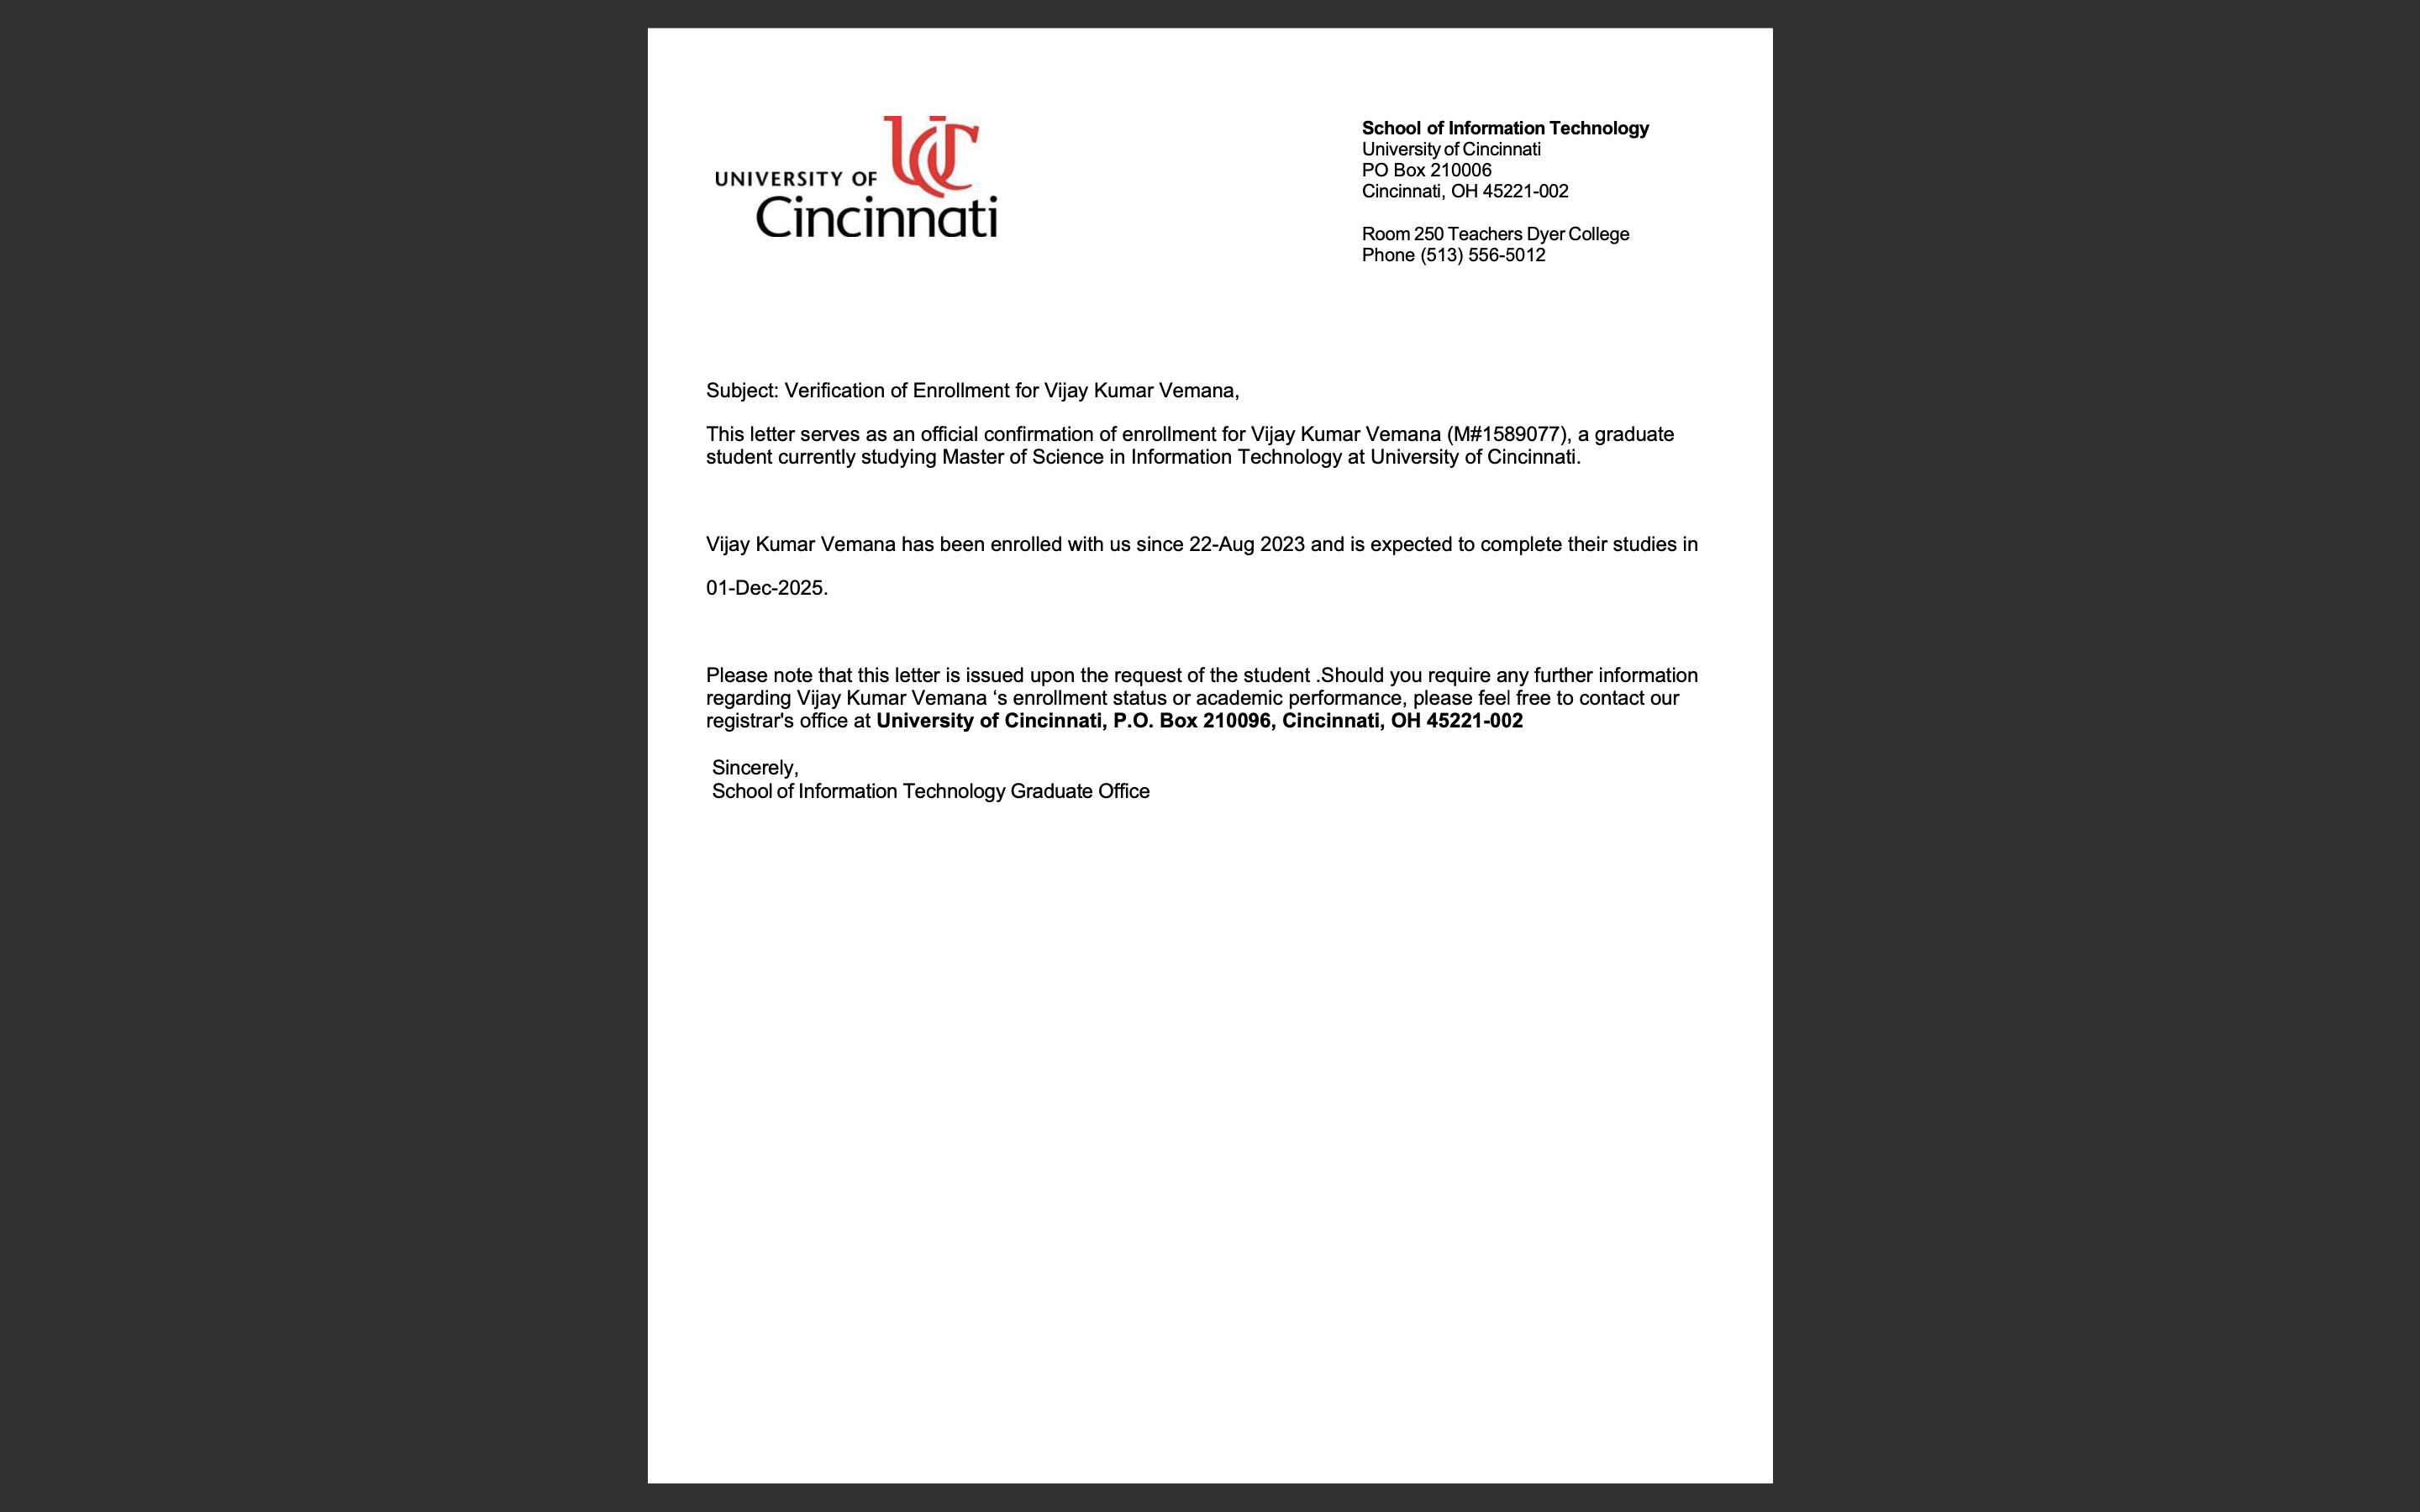 UNIVERSITY OF
Cincinnati
School of Information Technology
University of Cincinnati
PO Box 210006
Cincinnati, OH 45221-002
Room 250 Teachers Dyer College
Phone (513) 556-5012
Subject: Verification of Enrollment for Vijay Kumar Vemana,
This letter serves as an official confirmation of enrollment for Vijay Kumar Vemana (M#1589077), a graduate
student currently studying Master of Science in Information Technology at University of Cincinnati.
Vijay Kumar Vemana has been enrolled with us since 22-Aug 2023 and is expected to complete their studies in
01-Dec-2025.
Please note that this letter is issued upon the request of the student .Should you require any further information
regarding Vijay Kumar Vemana ‘s enrollment status or academic performance, please feel free to contact our
registrar's office at University of Cincinnati, P.O. Box 210096, Cincinnati, OH 45221-002
Sincerely,
School of Information Technology Graduate Office